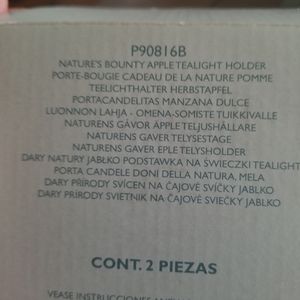 P90816B
NATURE'S BOUNTY APPLE TEALIGHT HOLDER
PORTE-BOUGIE CADEAU DE LA NATURE POMME
TEELICHTHALTER HERBSTAPFEL
PORTACANDELITAS MANZANA DULCE
LUONNON LAHJA - OMENA-SOMISTE TUIKKIVALLE
NATURENS GÅVOR ÄPPLE TELJUSHÅLLARE
NATURENS GAVER TELYSESTAGE
NATURENS GAVER EPLE TELYSHOLDER
DARY NATURY JABŁKO PODSTAWKA NA ŚWIECZKI TEALIGHT
PORTA CANDELE DONI DELLA NATURA, MELA
DARY PŘÍRODY SVÍCEN NA ČAJOVÉ SVÍČKY JABLKO
DARY PRÍRODY SVIETNIK NA ČAJOVÉ SVIEČKY JABLKO
CONT. 2 PIEZAS
VEASE INSTRUCCIONES